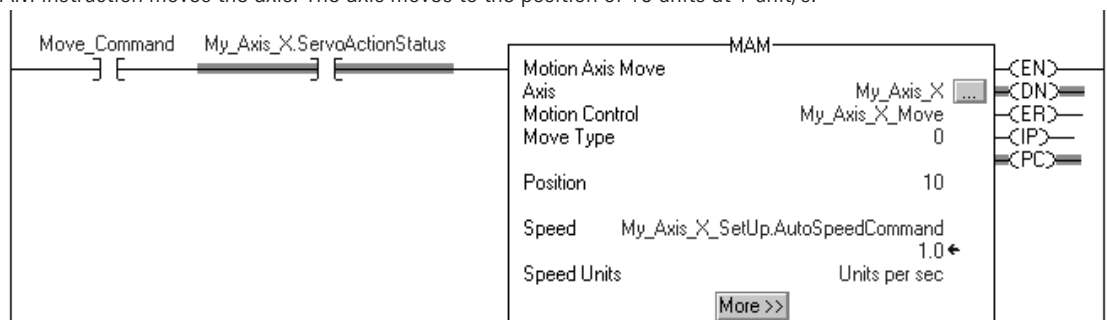 instruction moves the axis. The axis moves to the position of 10 units at 1 unit/s.
Move_Command My_Axis_X.ServoActionStatus
MAM
Motion Axis Move
Axis My_Axis_X ...
Motion Control My_Axis_X_Move
Move Type 0
Position 10
Speed My_Axis_X_SetUp.AutoSpeedCommand
1.0
Speed Units Units per sec
More >>
EN
DN
ER
IP
PC